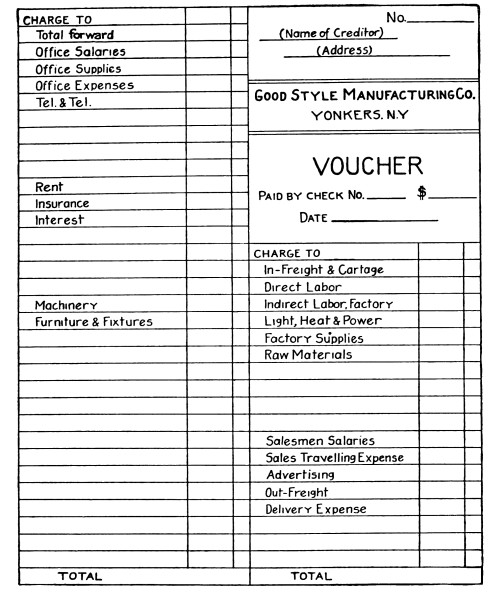 CHARGE TO
Total forward
Office Salaries
Office Supplies
Office Expenses
Tel. & Tel.
Rent
Insurance
Interest
Machinery
Furniture & Fixtures
TOTAL
No.
(Name of Creditor)
(Address)
GOOD STYLE MANUFACTURING CO.
YONKERS. N.Y
VOUCHER
PAID BY CHECK No. $
DATE
CHARGE TO
In-Freight & Cartage
Direct Labor
Indirect Labor, Factory
Light, Heat & Power
Factory Supplies
Raw Materials
Salesmen Salaries
Sales Travelling Expense
Advertising
Out-Freight
Delivery Expense
TOTAL